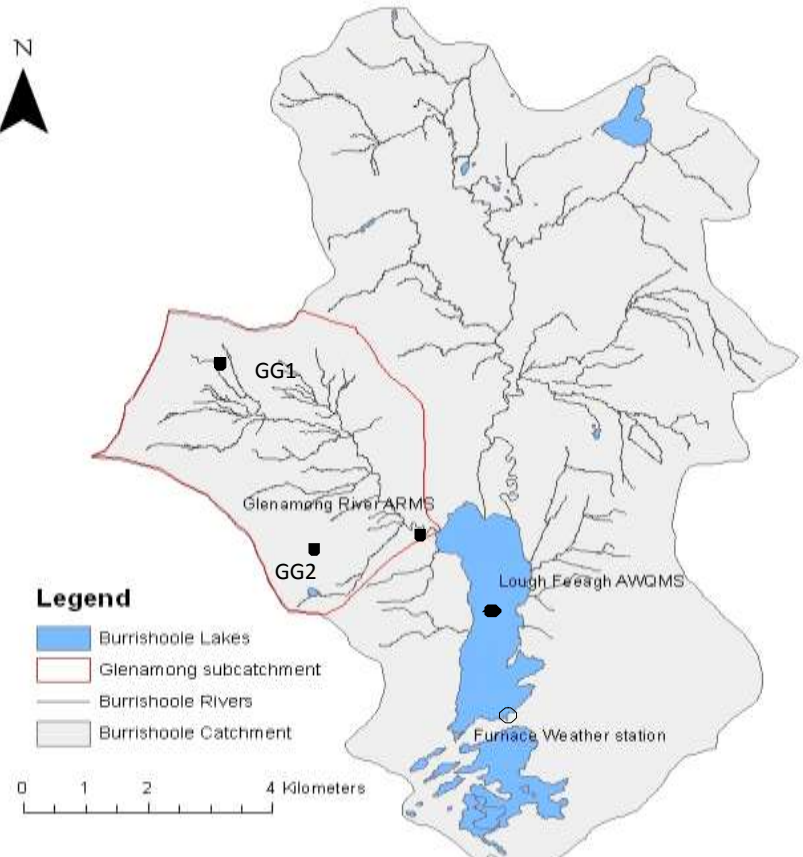 N
GG1
Glenamong River ARMS
GG2
Lough Feeagh AWQMS
Legend
Burrishoole Lakes
Glenamong subcatchment
Burrishoole Rivers
Burrishoole Catchment
Furnace Weather station
0 1 2 4 Kilometers